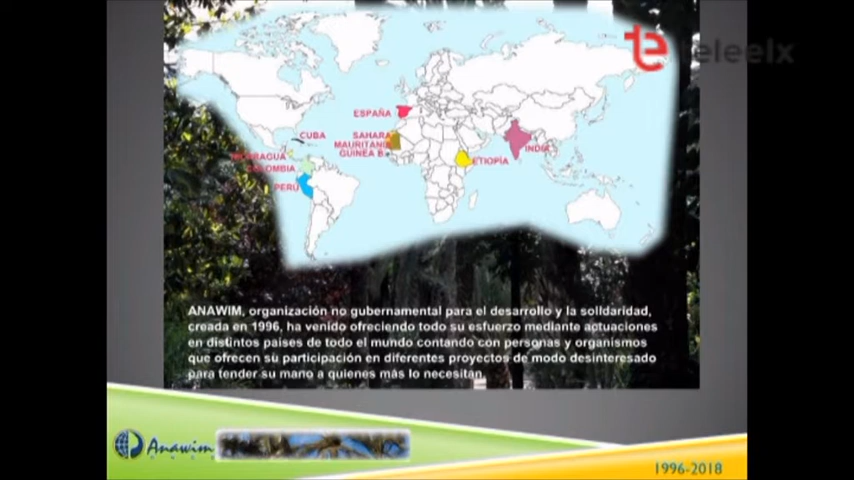 teleelx
ESPAÑA
CUBA
SAHARA
MAURITANIA
GUINEA B.
NICARAGUA
COLOMBIA
PERÚ
ETIOPÍA
INDIA
ANAWIM, organización no gubernamental para el desarrollo y la solidaridad,
creada en 1996, ha venido ofreciendo todo su esfuerzo mediante actuaciones
en distintos países de todo el mundo contando con personas y organismos
que ofrecen su participación en diferentes proyectos de modo desinteresado
para tender su mano a quienes más lo necesitan.
Anawim
1996-2018